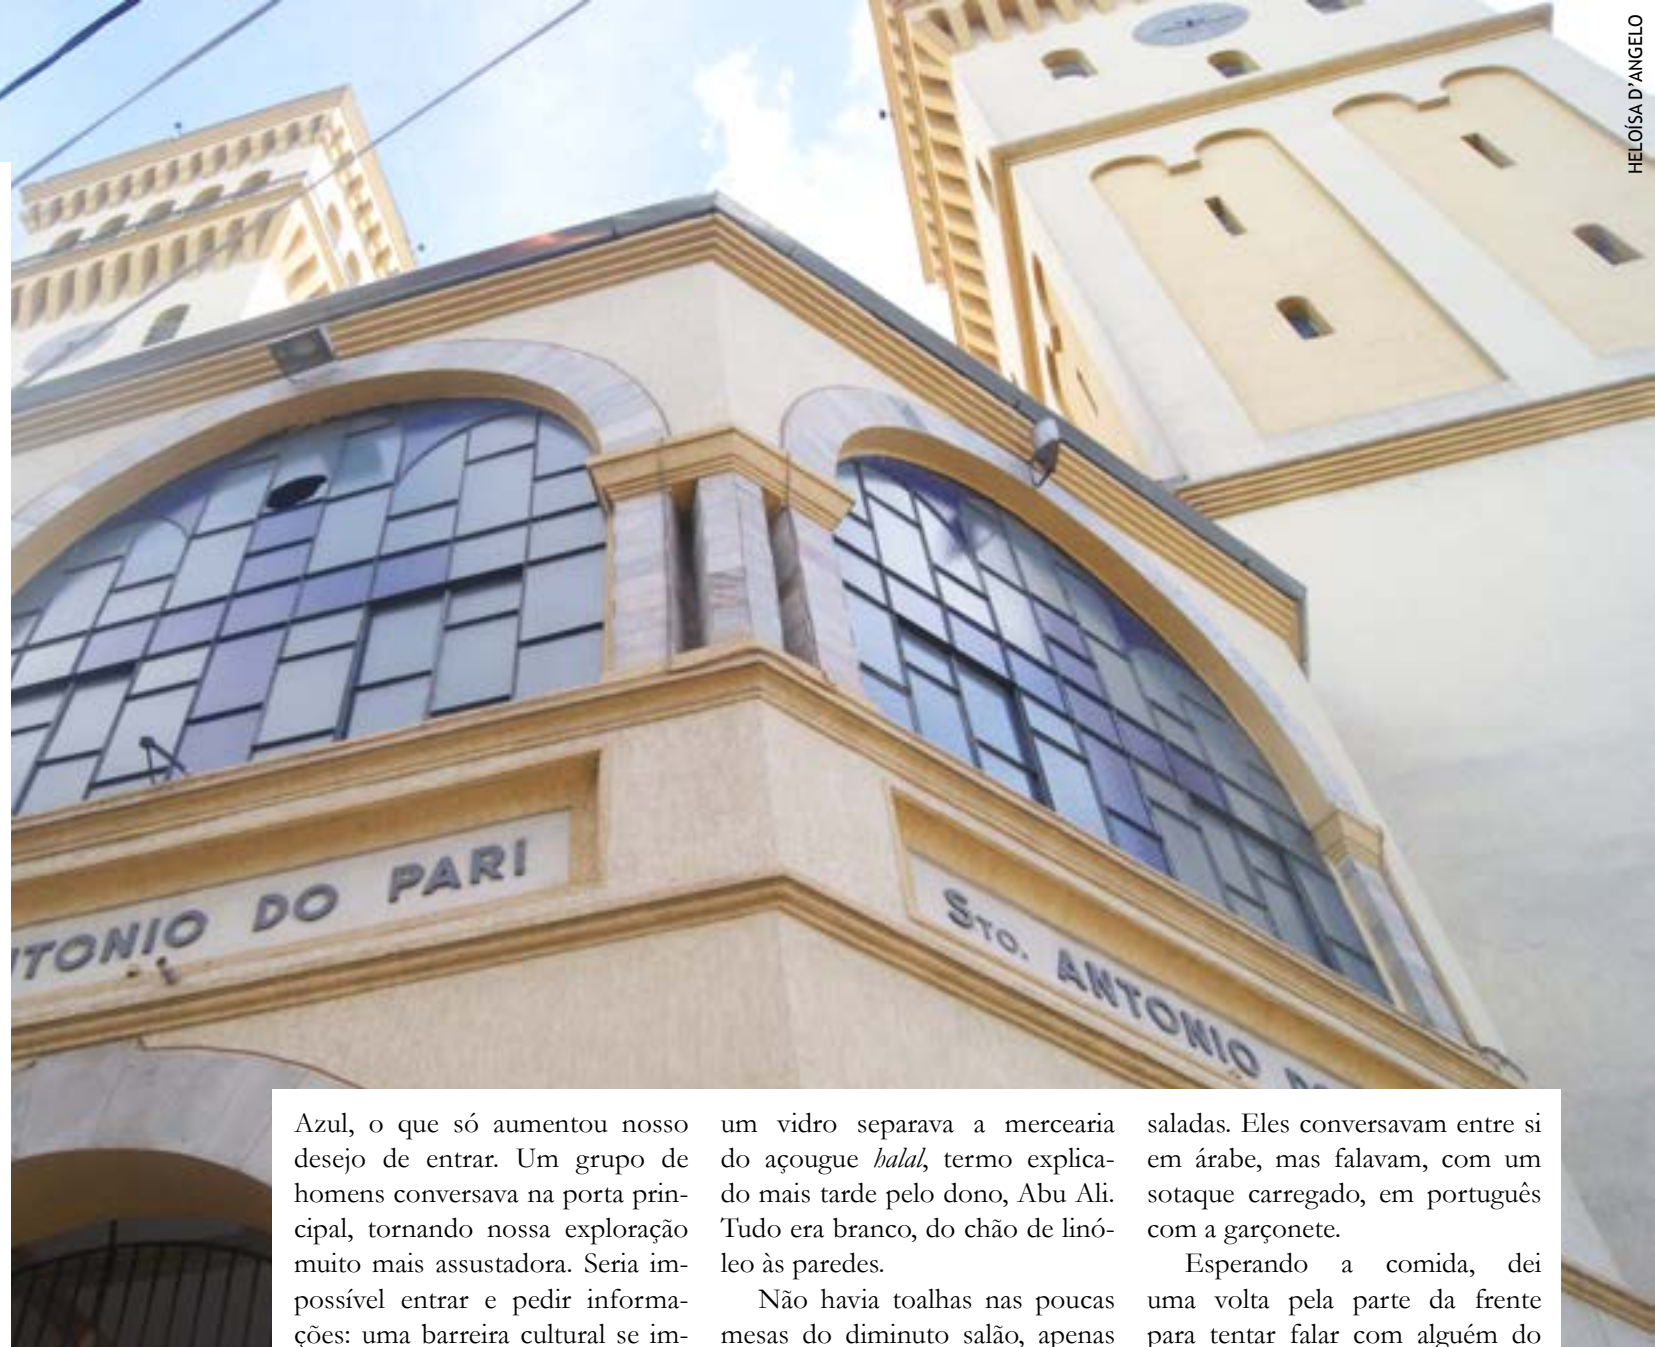 HELOÍSA D'ANGELO
DO PARI
STO. ANTONIO
Azul, o que só aumentou nosso
desejo de entrar. Um grupo de
homens conversava na porta prin-
cipal, tornando nossa exploração
muito mais assustadora. Seria im-
possível entrar e pedir informa-
ções: uma barreira cultural se im-
um vidro separava a mercearia
do açougue halal, termo explica-
do mais tarde pelo dono, Abu Ali.
Tudo era branco, do chão de linó-
leo às paredes.
Não havia toalhas nas poucas
mesas do diminuto salão, apenas
saladas. Eles conversavam entre si
em árabe, mas falavam, com um
sotaque carregado, em português
com a garçonete.
Esperando a comida, dei
uma volta pela parte da frente
para tentar falar com alguém do